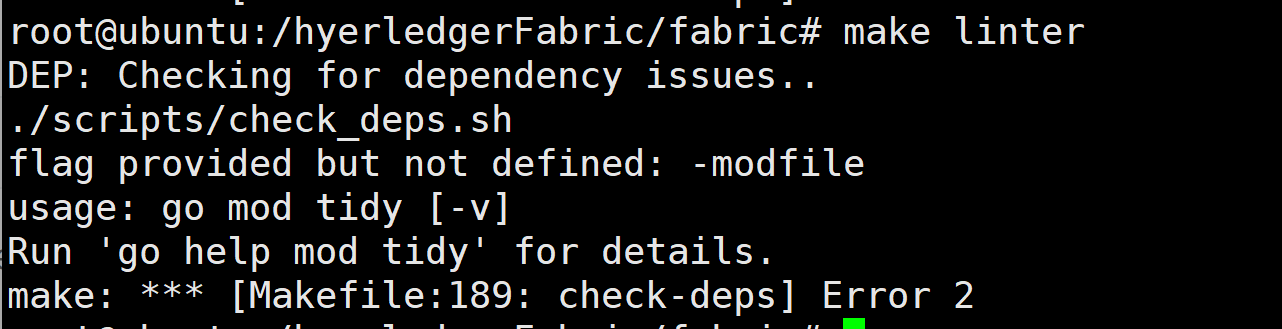 root@ubuntu:/hyerledgerFabric/fabric# make linter
DEP: Checking for dependency issues..
./scripts/check_deps.sh
flag provided but not defined: -modfile
usage: go mod tidy [-v]
Run 'go help mod tidy' for details.
make: *** [Makefile:189: check-deps] Error 2